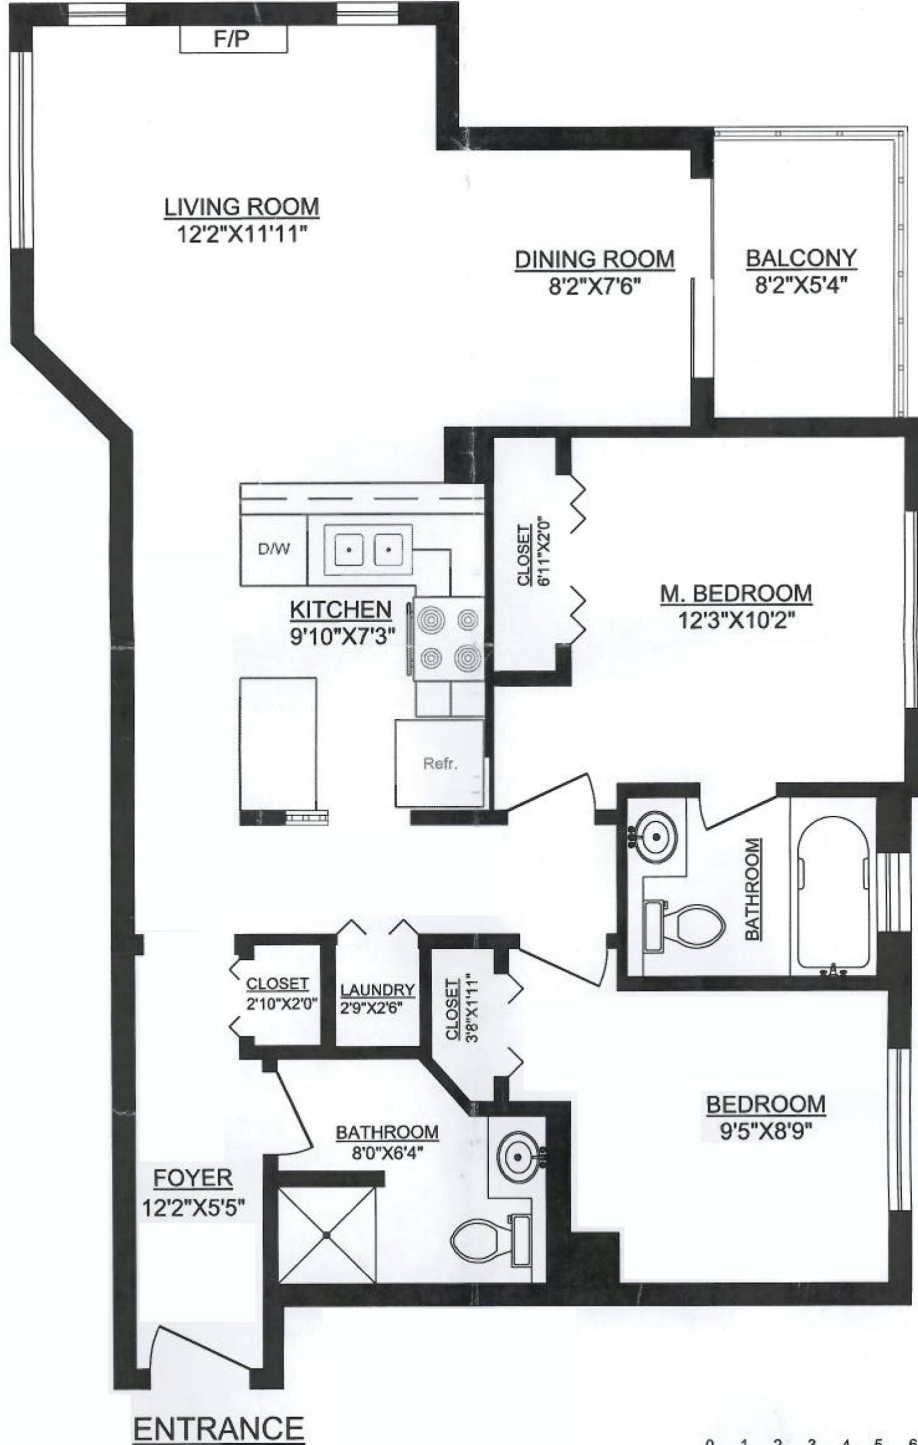 F/P
LIVING ROOM
12'2"X11'11"
DINING ROOM
8'2"X7'6"
BALCONY
8'2"X5'4"
D/W
KITCHEN
9'10"X7'3"
CLOSET
6'11"X2'0"
M. BEDROOM
12'3"X10'2"
Refr.
BATHROOM
CLOSET
2'10"X2'0"
LAUNDRY
2'9"X2'6"
CLOSET
3'8"X1'11"
BEDROOM
9'5"X8'9"
BATHROOM
8'0"X6'4"
FOYER
12'2"X5'5"
ENTRANCE
0 1 2 3 4 5 6